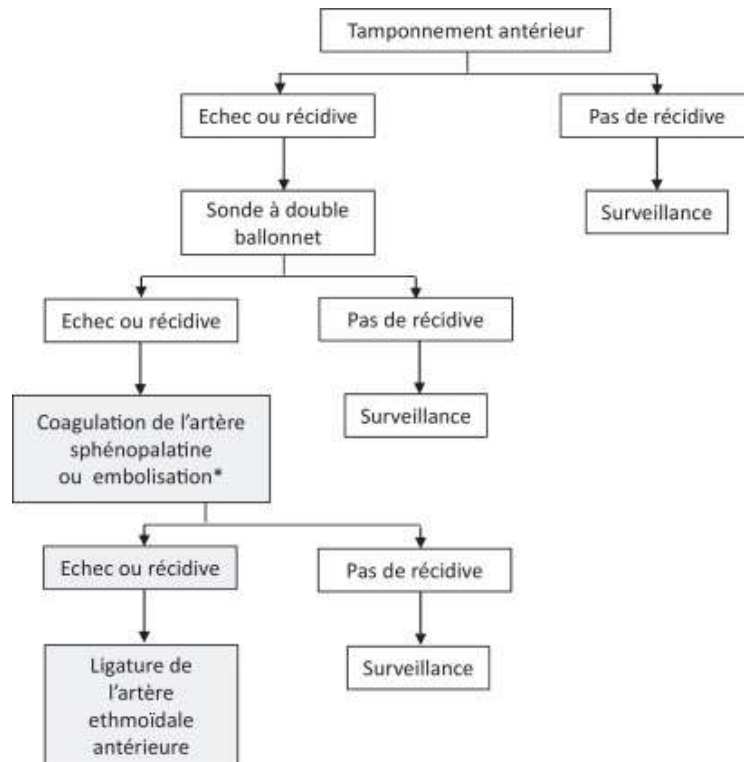 Tamponnement antérieur
Echec ou récidive
Pas de récidive
Sonde à double
ballonnet
Surveillance
Echec ou récidive
Pas de récidive
Coagulation de l'artère
sphénopalatine
ou embolisation*
Surveillance
Echec ou récidive
Pas de récidive
Ligature de
l'artère
ethmoïdale
antérieure
Surveillance